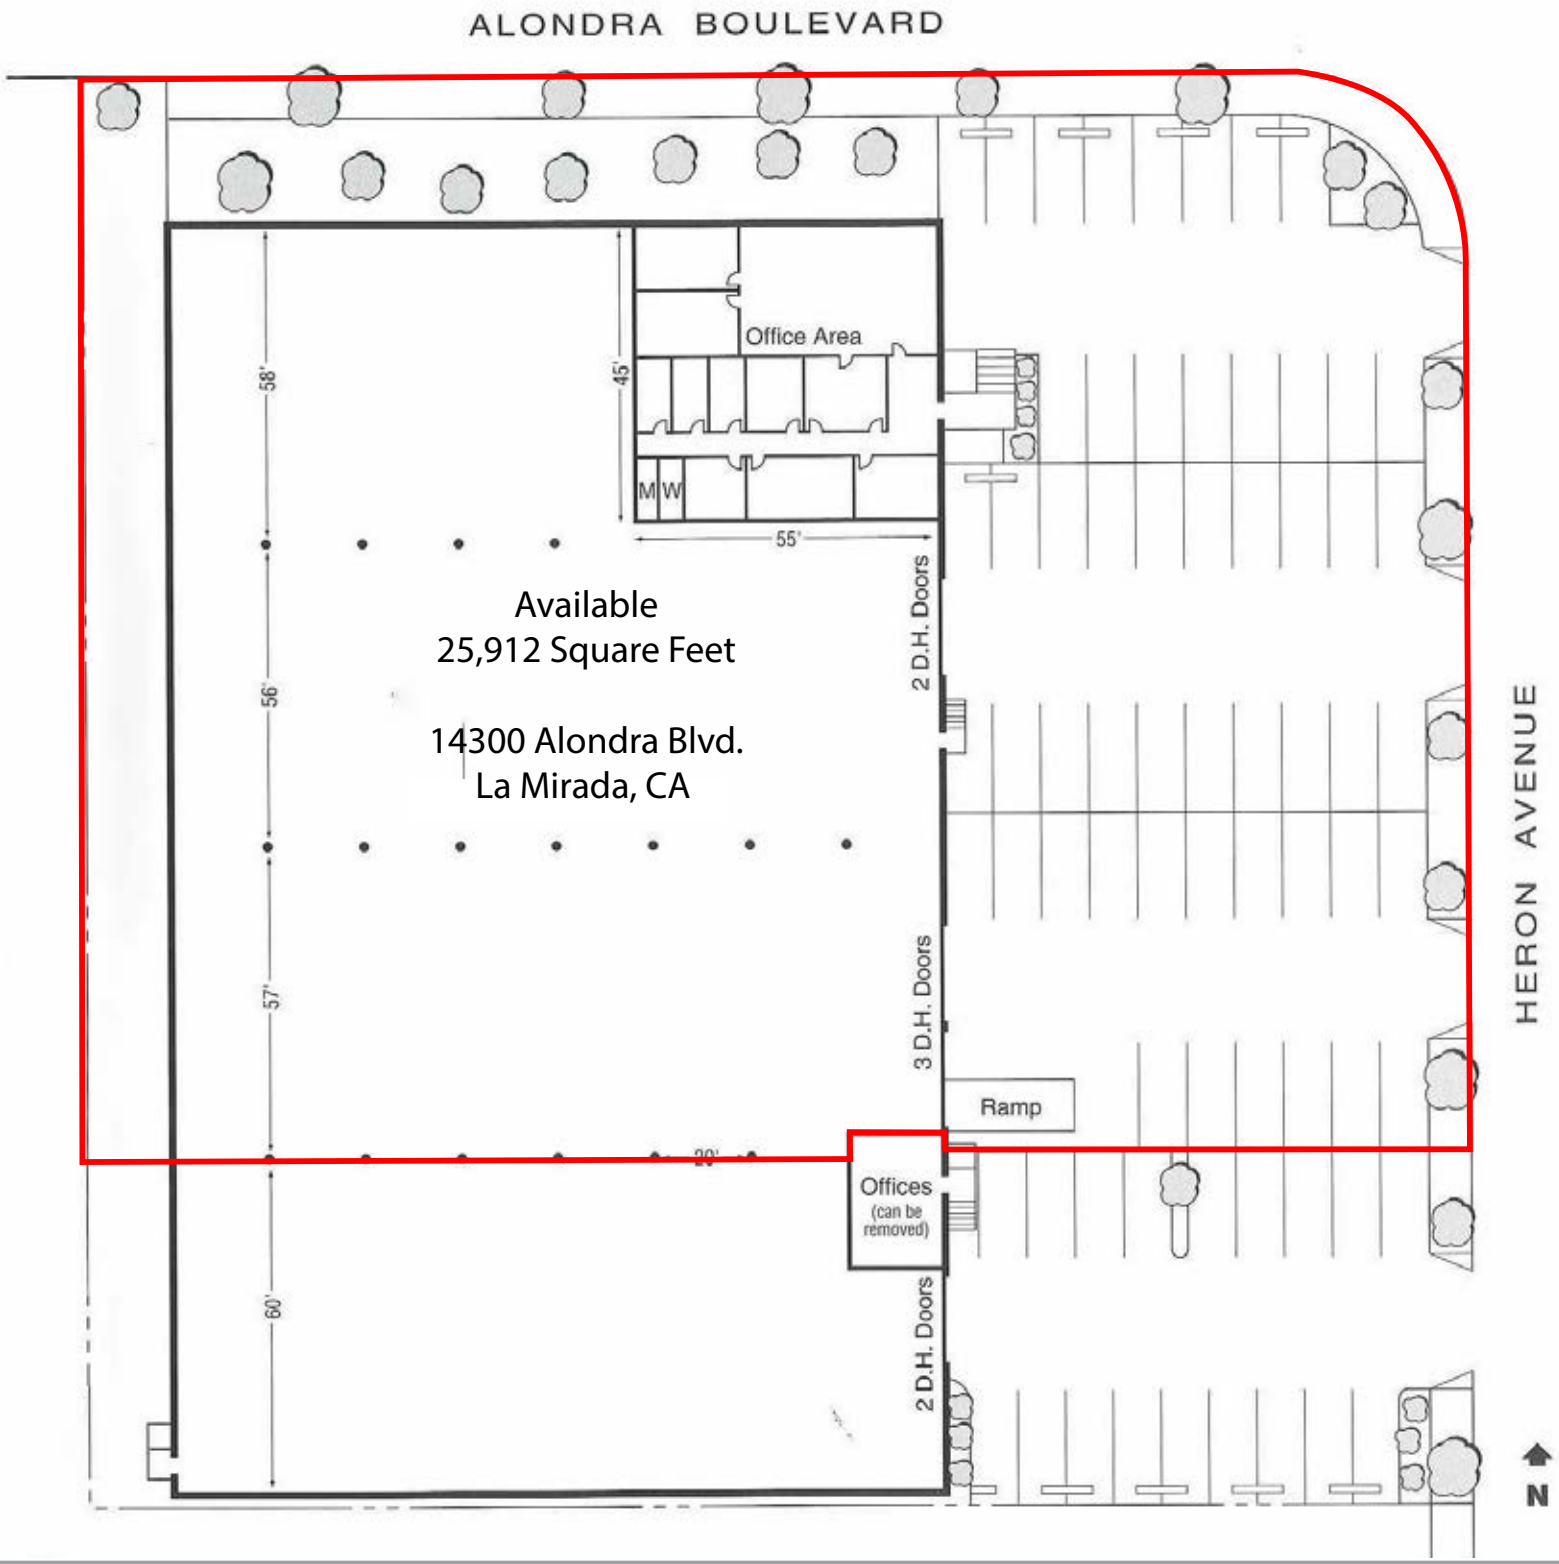 ALONDRA BOULEVARD
58'
45'
Office Area
M W
55'
2 D.H. Doors
Available
25,912 Square Feet
56'
14300 Alondra Blvd.
La Mirada, CA
HERON AVENUE
57'
3 D.H. Doors
Ramp
20'
Offices
(can be
removed)
60'
2 D.H. Doors
N